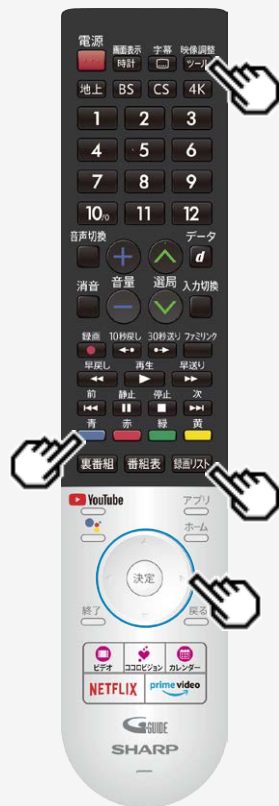 電源
画面表示 字幕 映像調整
時計 ツール
地上 BS CS 4K
1 2 3
4 5 6
7 8 9
10/0 11 12
音声切換 データ
d
消音 音量 選局 入力切換
録画 10秒戻し 30秒送り ファミリンク
早戻し 再生 早送り
前 静止 停止 次
青 赤 緑 黄
裏番組 番組表 録画リスト
YouTube アプリ
ホーム
決定
終了 戻る
ビデオ ココロビジョン カレンダー
NETFLIX prime video
G-GUIDE
SHARP